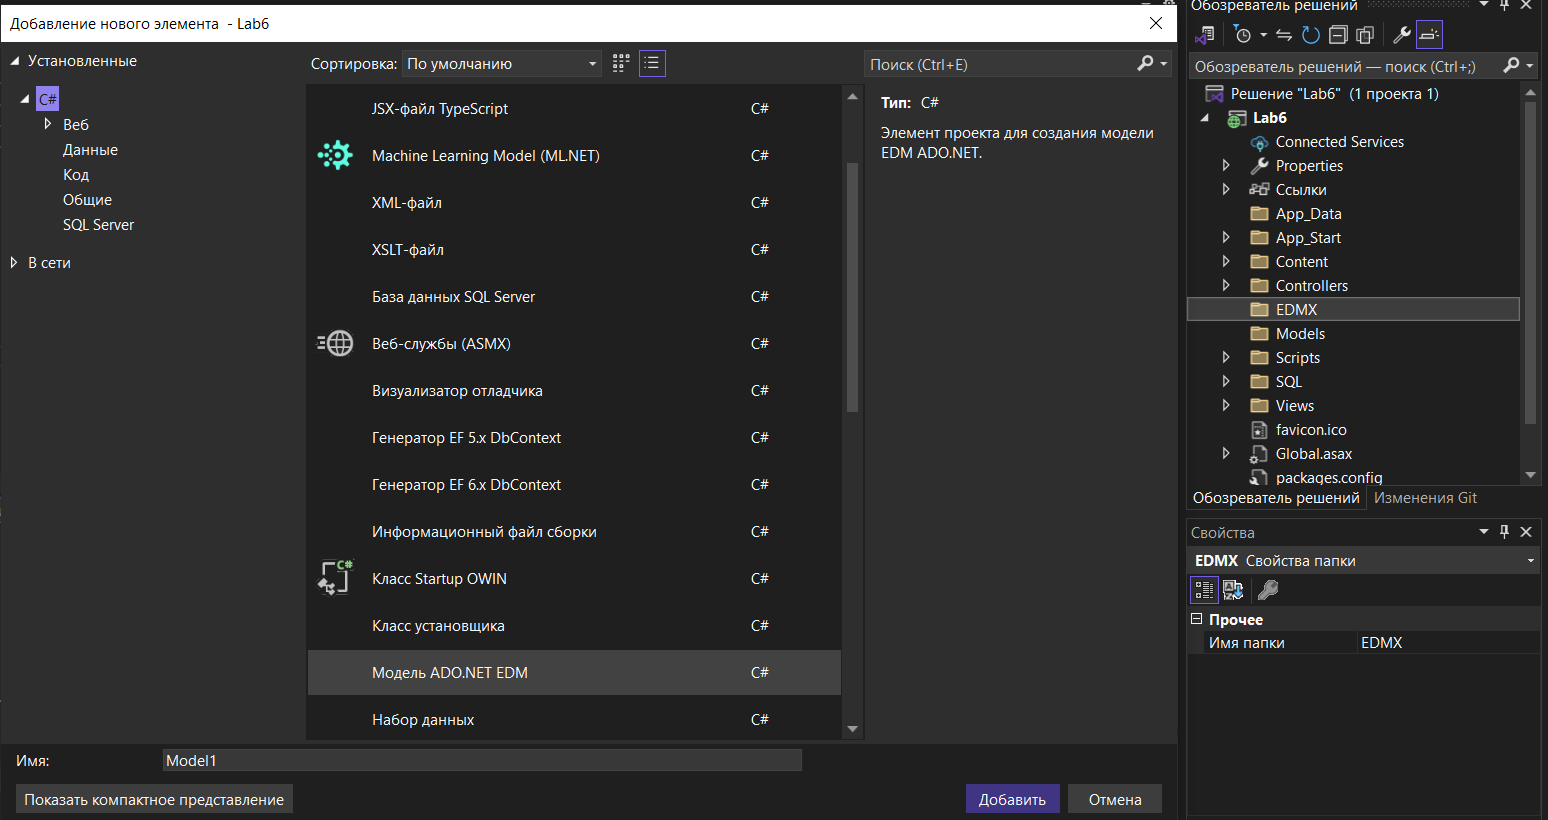 Добавление нового элемента - Lab6
Установленные
C#
Веб
Данные
Код
Общие
SQL Server
В сети
Сортировка: По умолчанию
JSX-файл TypeScript C#
Machine Learning Model (ML.NET) C#
XML-файл C#
XSLT-файл C#
База данных SQL Server C#
Веб-службы (ASMX) C#
Визуализатор отладчика C#
Генератор EF 5.x DbContext C#
Генератор EF 6.x DbContext C#
Информационный файл сборки C#
Класс Startup OWIN C#
Класс установщика C#
Модель ADO.NET EDM C#
Набор данных C#
Поиск (Ctrl+E)
Тип: C#
Элемент проекта для создания модели
EDM ADO.NET.
Имя: Model1
Показать компактное представление
Добавить
Отмена
Обозреватель решений
Обозреватель решений — поиск (Ctrl+;)
Решение "Lab6" (1 проекта 1)
Lab6
Connected Services
Properties
Ссылки
App_Data
App_Start
Content
Controllers
EDMX
Models
Scripts
SQL
Views
favicon.ico
Global.asax
packages.config
Обозреватель решений Изменения Git
Свойства
EDMX Свойства папки
Прочее
Имя папки EDMX